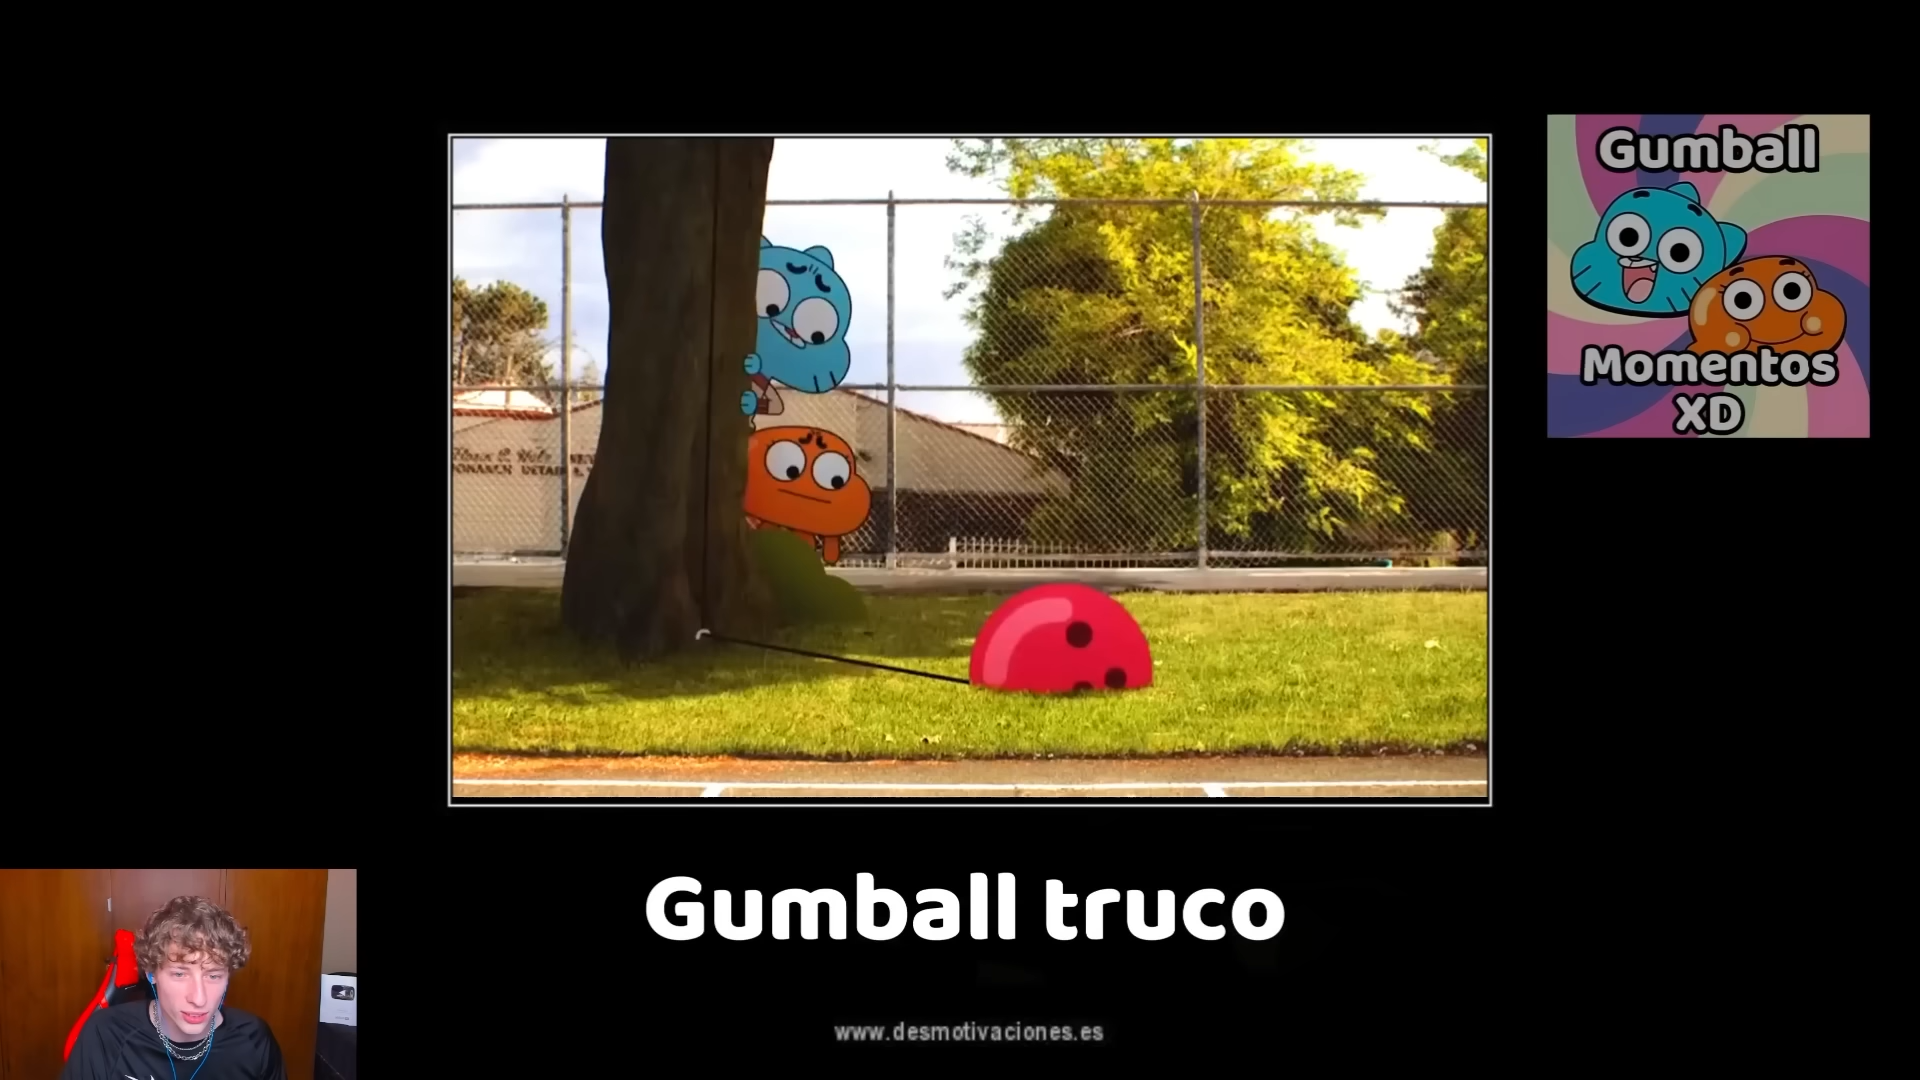 Gumball
Momentos
XD
Gumball truco
www.desmotivaciones.es